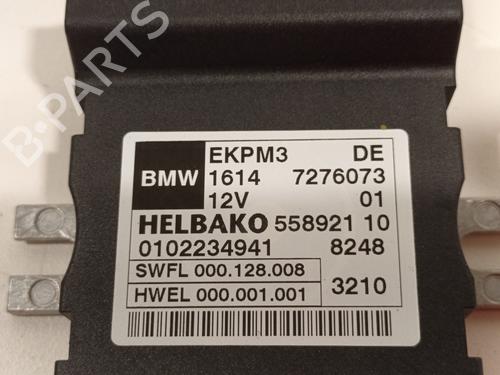 EKPM3 DE
BMW 1614 7276073
12V 01
HELBAKO 558921 10
0102234941 8248
SWFL 000.128.008
HWEL 000.001.001 3210
B-PARTS